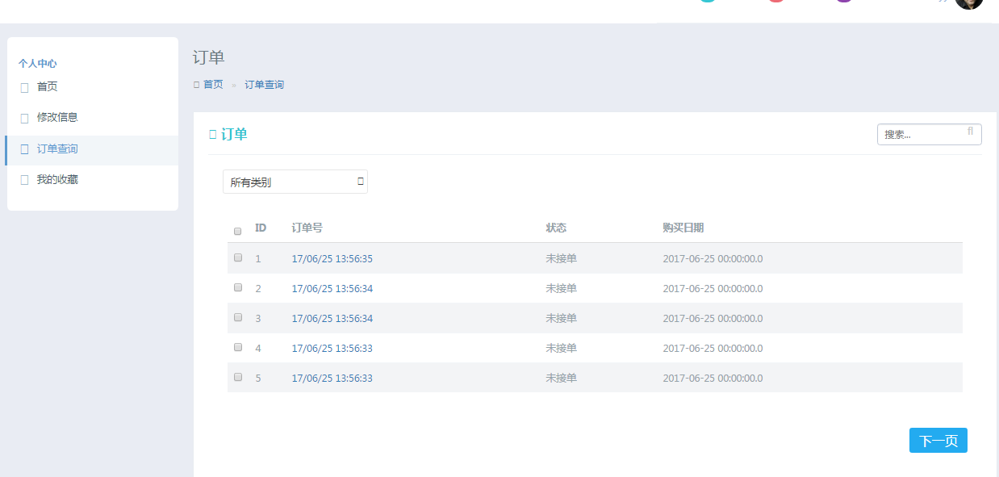 个人中心
首页
修改信息
订单查询
我的收藏
订单
首页 » 订单查询
订单
搜索...
所有类别
ID 订单号 状态 购买日期
1 17/06/25 13:56:35 未接单 2017-06-25 00:00:00.0
2 17/06/25 13:56:34 未接单 2017-06-25 00:00:00.0
3 17/06/25 13:56:34 未接单 2017-06-25 00:00:00.0
4 17/06/25 13:56:33 未接单 2017-06-25 00:00:00.0
5 17/06/25 13:56:33 未接单 2017-06-25 00:00:00.0
下一页